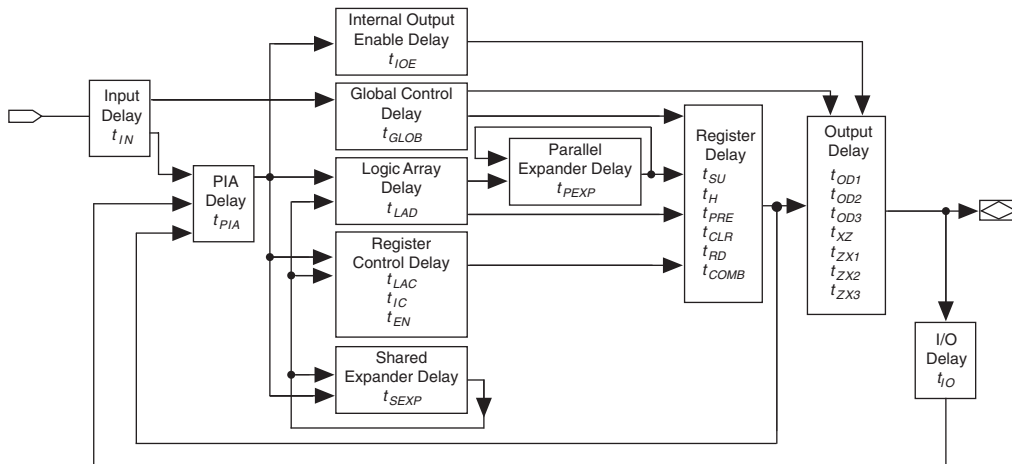 Internal Output
Enable Delay
tIOE
Input
Delay
tIN
Global Control
Delay
tGLOB
Register
Delay
tSU
tH
tPRE
tCLR
tRD
tCOMB
Output
Delay
tOD1
tOD2
tOD3
tXZ
tZX1
tZX2
tZX3
Parallel
Expander Delay
tPEXP
PIA
Delay
tPIA
Logic Array
Delay
tLAD
Register
Control Delay
tLAC
tIC
tEN
I/O
Delay
tIO
Shared
Expander Delay
tSEXP